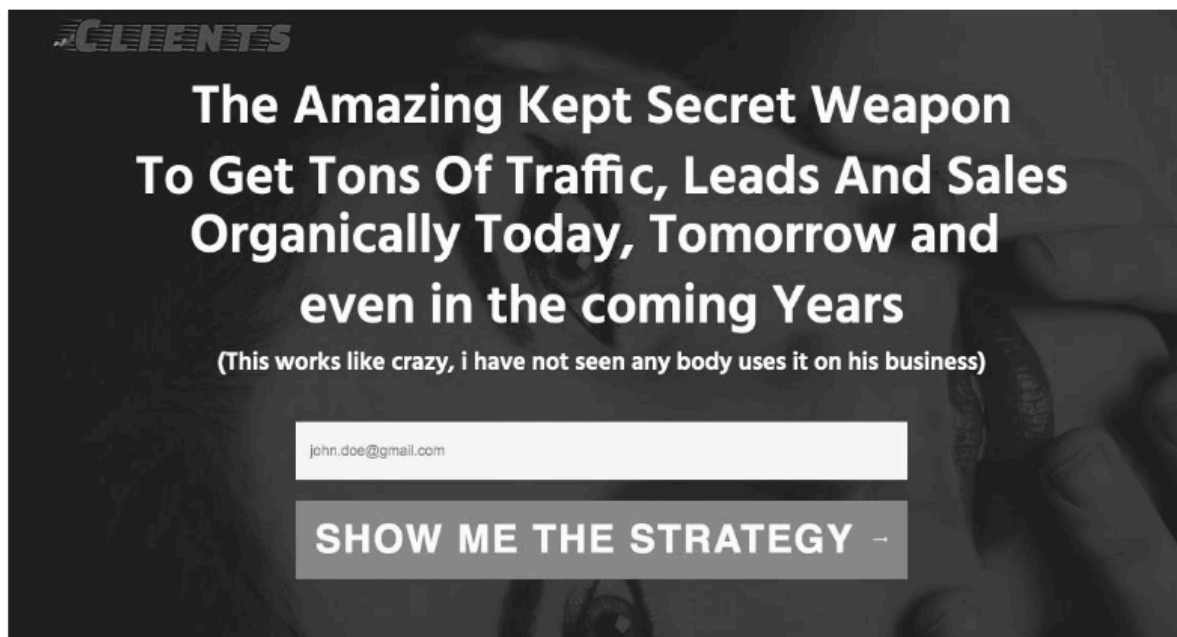 CLIENTS
The Amazing Kept Secret Weapon
To Get Tons Of Traffic, Leads And Sales
Organically Today, Tomorrow and
even in the coming Years
(This works like crazy, i have not seen any body uses it on his business)
john.doe@gmail.com
SHOW ME THE STRATEGY →